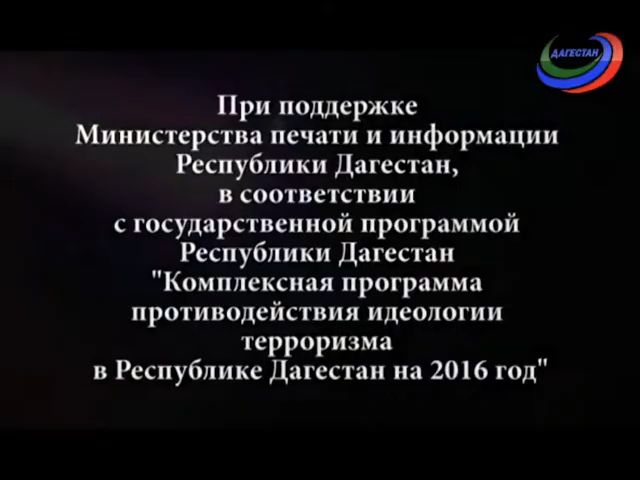 ДАГЕСТАН
При поддержке
Министерства печати и информации
Республики Дагестан,
в соответствии
с государственной программой
Республики Дагестан
"Комплексная программа
противодействия идеологии
терроризма
в Республике Дагестан на 2016 год"